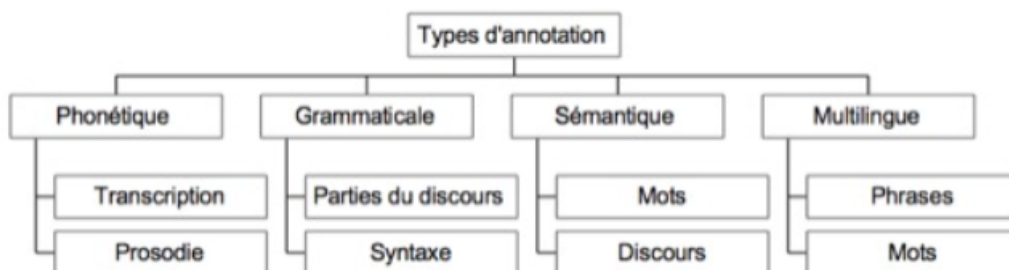 Types d'annotation
Phonétique Grammaticale Sémantique Multilingue
Transcription Parties du discours Mots Phrases
Prosodie Syntaxe Discours Mots